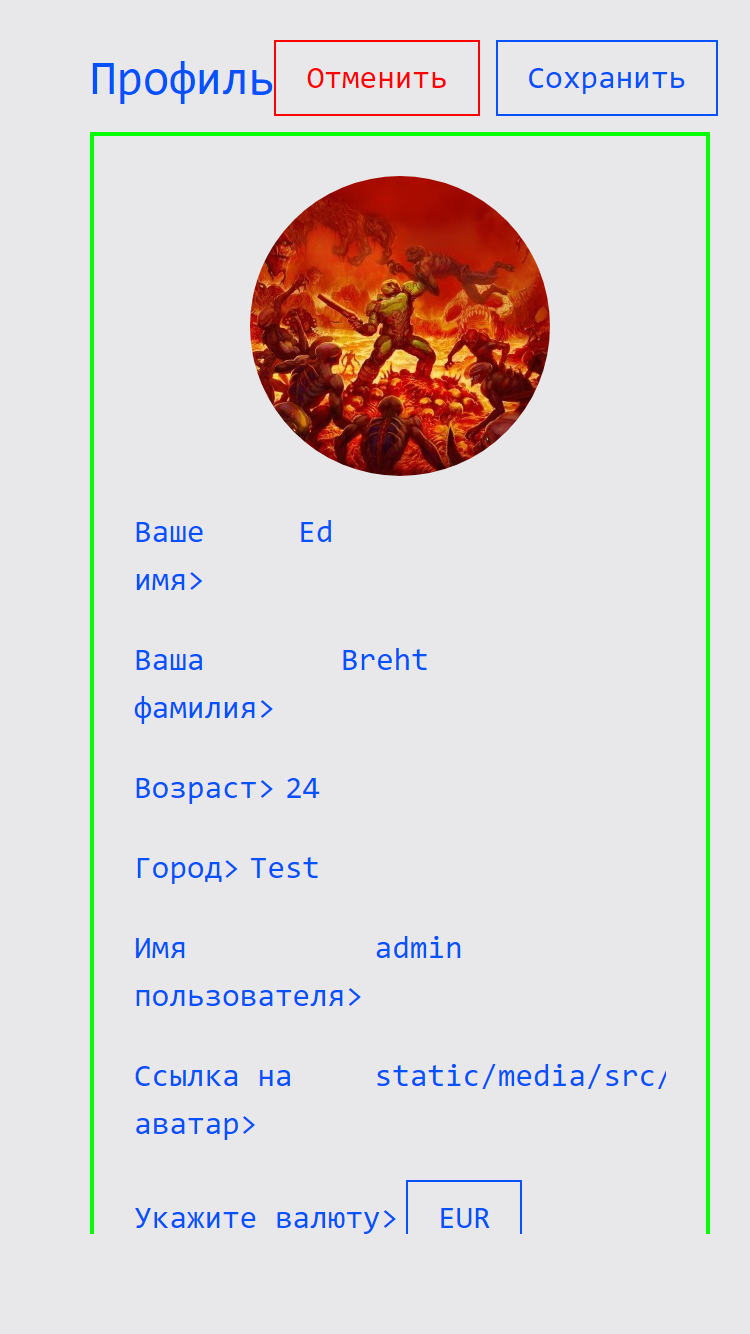 Профиль Отменить Сохранить
Ваше Ed
имя>
Ваша Breht
фамилия>
Возраст> 24
Город> Test
Имя admin
пользователя>
Ссылка на static/media/src/
аватар>
Укажите валюту> EUR